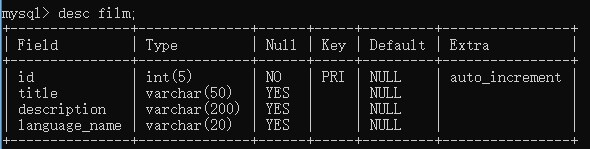 mysql> desc film;
+---------------+--------------+------+-----+---------+----------------+
| Field         | Type         | Null | Key | Default | Extra          |
+---------------+--------------+------+-----+---------+----------------+
| id            | int(5)       | NO   | PRI | NULL    | auto_increment |
| title         | varchar(50)  | YES  |     | NULL    |                |
| description   | varchar(200) | YES  |     | NULL    |                |
| language_name | varchar(20)  | YES  |     | NULL    |                |
+---------------+--------------+------+-----+---------+----------------+